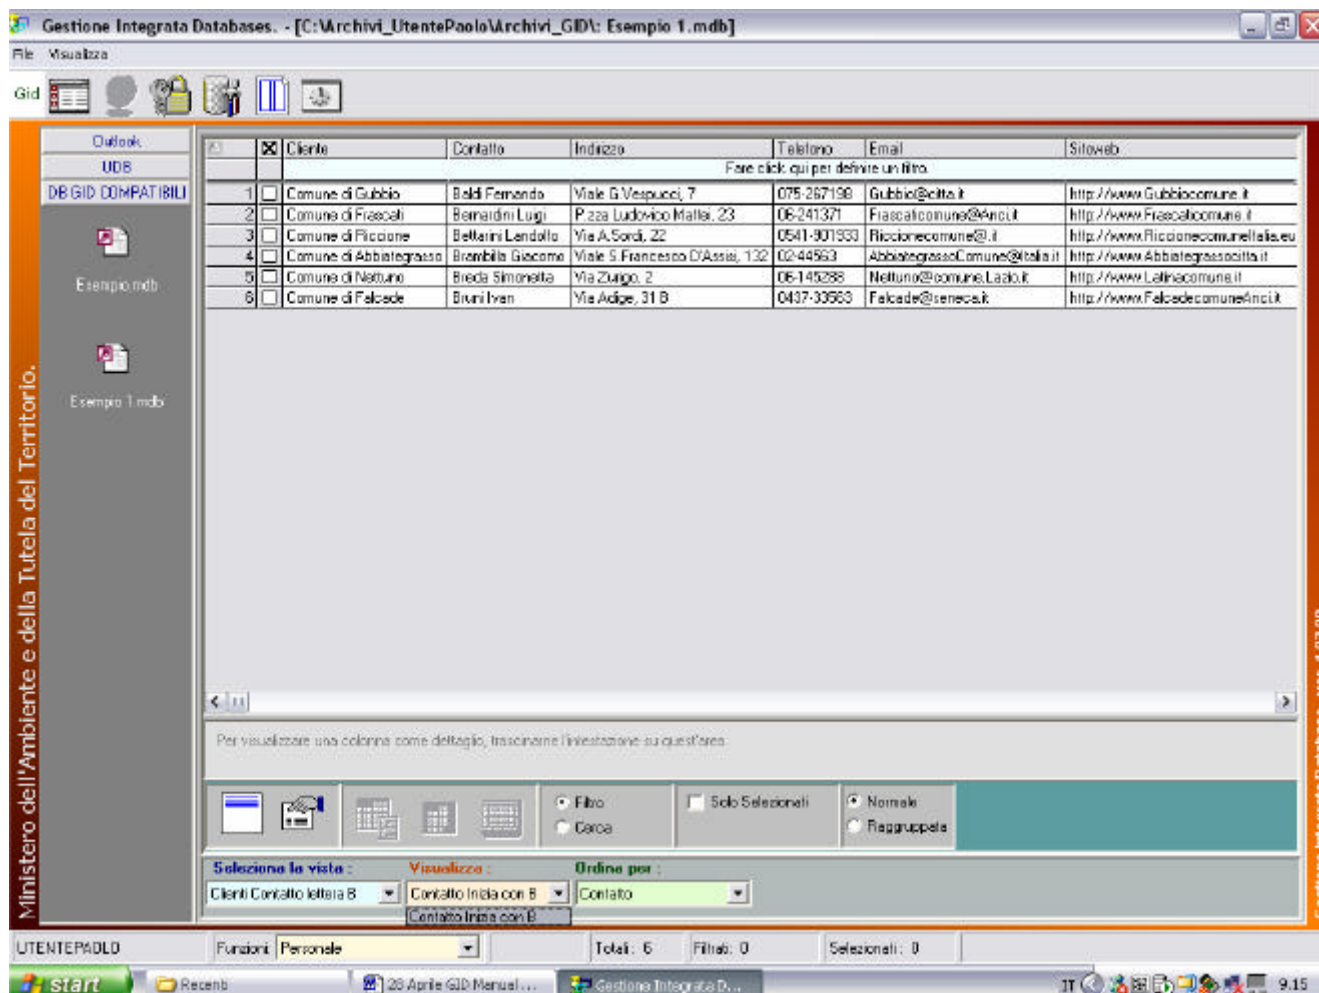 Gestione Integrata Databases. - [C:\Archivi_UtentePaolo\Archivi_GID\: Esempio 1.mdb]
File Visualizza
Gid
Outlook
UDB
DB GID COMPATIBILI
Esempio.mdb
Esempio 1.mdb
Ministero dell'Ambiente e della Tutela del Territorio.
Cliente Contatto Indirizzo Telefono Email Sitoweb
Fare click qui per definire un filtro.
1 Comune di Gubbio Baldi Fernando Viale G.Vespucci, 7 075-267198 Gubbio@citta.it http://www.Gubbiocomune.it
2 Comune di Frascati Bernardini Luigi P.zza Ludovico Mattei, 23 06-241371 Frascaticomune@Anci.it http://www.Frascaticomune.it
3 Comune di Riccione Bettarini Landolfo Via A.Sordi, 22 0541-901933 Riccionecomune@.it http://www.RiccionecomuneItalia.eu
4 Comune di Abbiategrasso Brambilla Giacomo Viale S.Francesco D'Assisi, 132 02-44563 AbbiategrassoComune@Italia.it http://www.Abbiategrassocitta.it
5 Comune di Nettuno Breda Simonetta Via Zurigo, 2 06-145288 Nettuno@comune.Lazio.it http://www.Latinacomune.it
6 Comune di Falcade Bruni Ivan Via Adige, 31 B 0437-33563 Falcade@seneca.it http://www.FalcadecomuneAnci.it
Per visualizzare una colonna come dettaglio, trascinarne l'intestazione su quest'area
Filtro
Cerca
Solo Selezionati
Normale
Raggruppata
Seleziona la vista : Visualizza : Ordina per :
Clienti Contatto lettera B Contatto Inizia con B Contatto
Contatto Inizia con B
UTENTEPAOLO Funzioni: Personale Totali: 6 Filtrati: 0 Selezionati: 0
start Recenti 28 Aprile GID Manual... Gestione Integrata D... IT 9.15